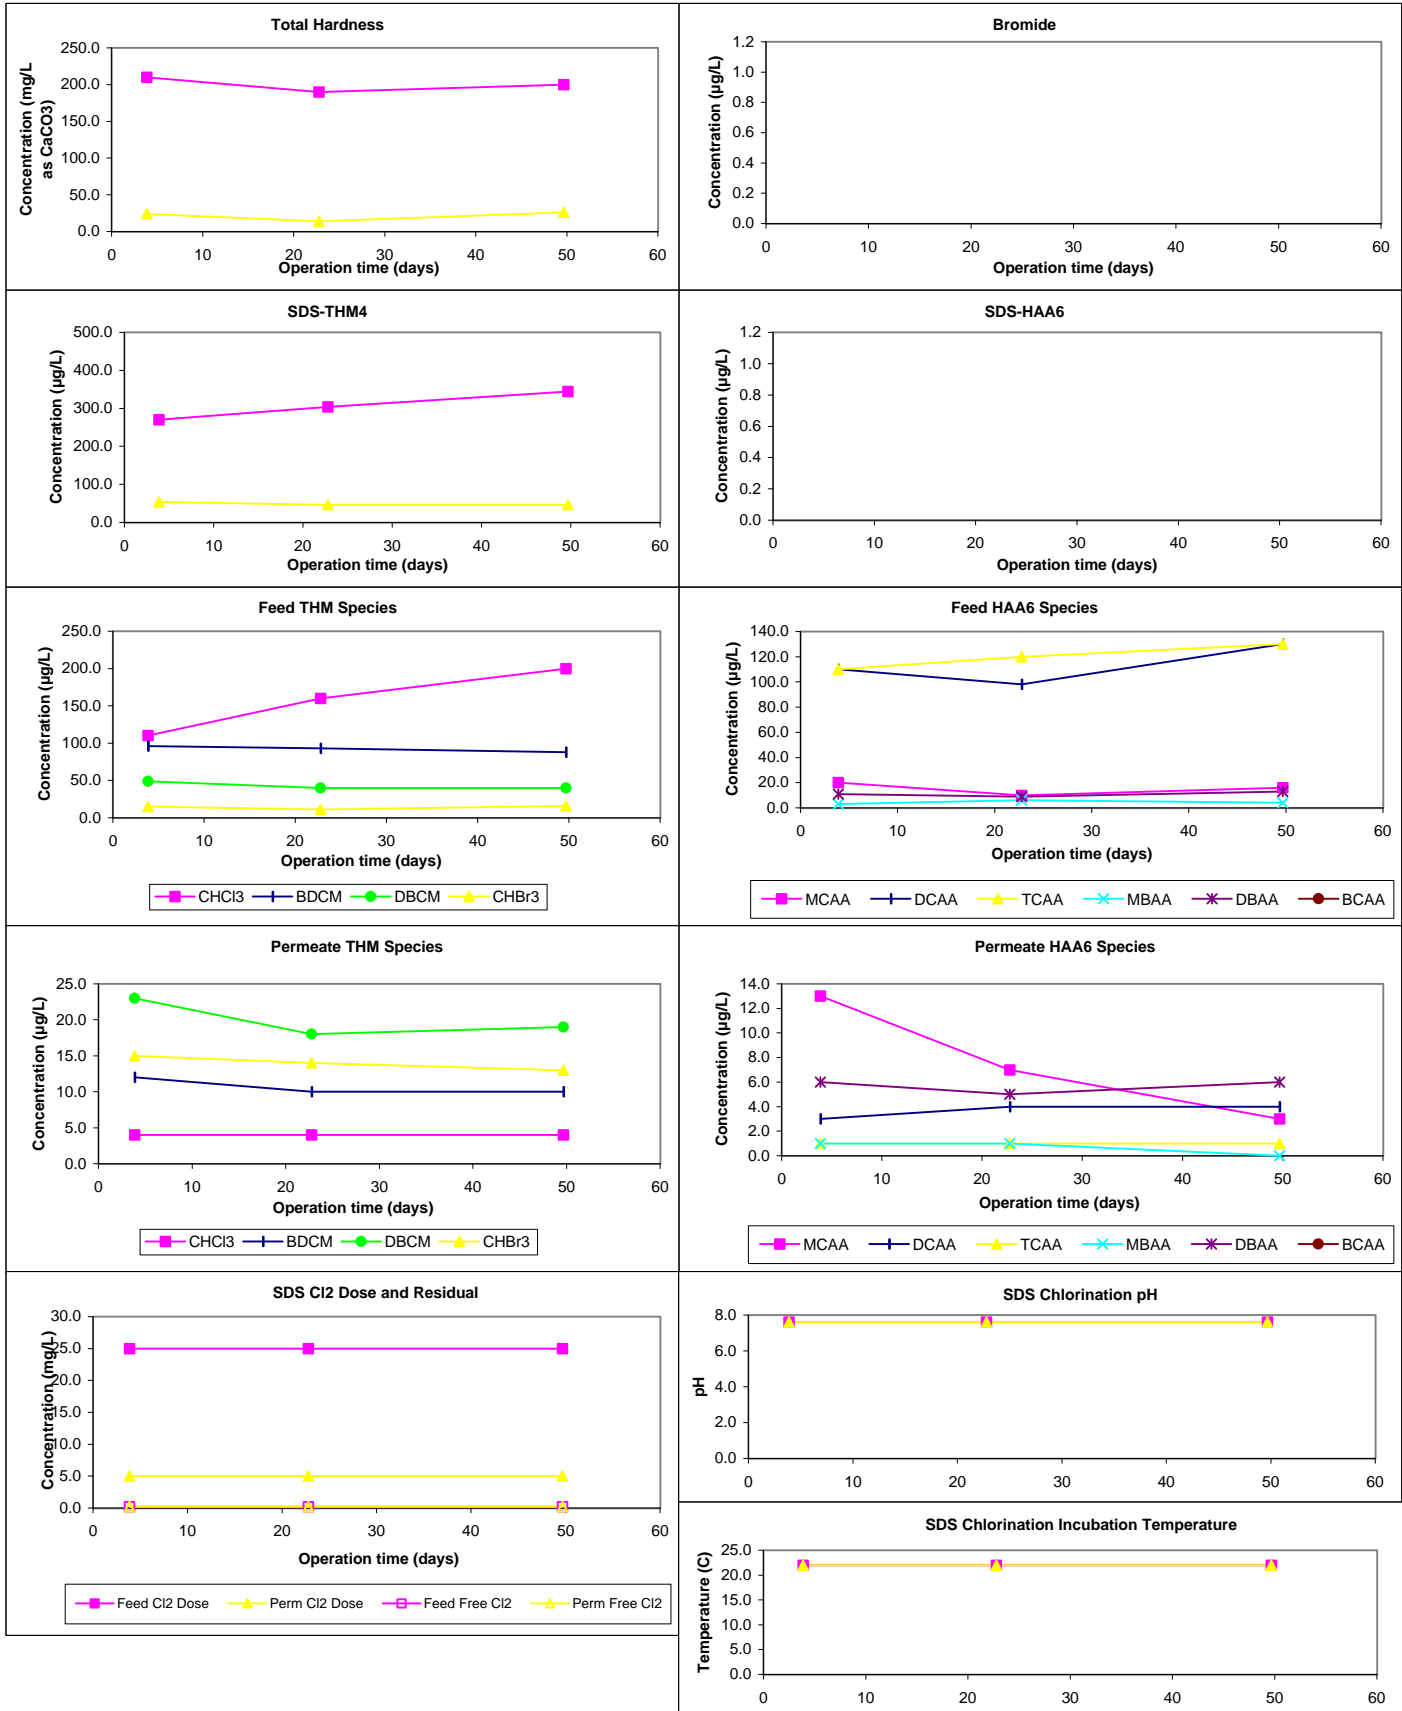 Total Hardness
Concentration (mg/L
as CaCO3)
250.0
200.0
150.0
100.0
50.0
0.0
0 10 20 30 40 50 60
Operation time (days)
Bromide
Concentration (µg/L)
1.2
1.0
0.8
0.6
0.4
0.2
0.0
0 10 20 30 40 50 60
Operation time (days)
SDS-THM4
Concentration (µg/L)
500.0
400.0
300.0
200.0
100.0
0.0
0 10 20 30 40 50 60
Operation time (days)
SDS-HAA6
Concentration (µg/L)
1.2
1.0
0.8
0.6
0.4
0.2
0.0
0 10 20 30 40 50 60
Operation time (days)
Feed THM Species
Concentration (µg/L)
250.0
200.0
150.0
100.0
50.0
0.0
0 10 20 30 40 50 60
Operation time (days)
CHCl3 BDCM DBCM CHBr3
Feed HAA6 Species
Concentration (µg/L)
140.0
120.0
100.0
80.0
60.0
40.0
20.0
0.0
0 10 20 30 40 50 60
Operation time (days)
MCAA DCAA TCAA MBAA DBAA BCAA
Permeate THM Species
Concentration (µg/L)
25.0
20.0
15.0
10.0
5.0
0.0
0 10 20 30 40 50 60
Operation time (days)
CHCl3 BDCM DBCM CHBr3
Permeate HAA6 Species
Concentration (µg/L)
14.0
12.0
10.0
8.0
6.0
4.0
2.0
0.0
0 10 20 30 40 50 60
Operation time (days)
MCAA DCAA TCAA MBAA DBAA BCAA
SDS Cl2 Dose and Residual
Concentration (mg/L)
30.0
25.0
20.0
15.0
10.0
5.0
0.0
0 10 20 30 40 50 60
Operation time (days)
Feed Cl2 Dose Perm Cl2 Dose Feed Free Cl2 Perm Free Cl2
SDS Chlorination pH
pH
8.0
6.0
4.0
2.0
0.0
0 10 20 30 40 50 60
SDS Chlorination Incubation Temperature
Temperature (C)
25.0
20.0
15.0
10.0
5.0
0.0
0 10 20 30 40 50 60